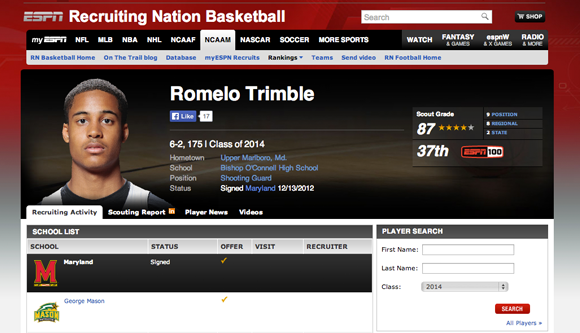 ESPN Recruiting Nation Basketball
Search
SHOP
my ESPN NFL MLB NBA NHL NCAAF NCAAM NASCAR SOCCER MORE SPORTS
WATCH FANTASY & GAMES espnW & X GAMES RADIO & MORE
RN Basketball Home On The Trail blog Database myESPN Recruits Rankings Teams Send video RN Football Home
Romelo Trimble
Like 17
6-2, 175 | Class of 2014
Hometown Upper Marlboro, Md.
School Bishop O'Connell High School
Position Shooting Guard
Status Signed Maryland 12/13/2012
Scout Grade
87
37th ESPN 100
9 POSITION
8 REGIONAL
2 STATE
Recruiting Activity Scouting Report Player News Videos
SCHOOL LIST
SCHOOL STATUS OFFER VISIT RECRUITER
M Maryland Signed ✔
MASON George Mason ✔
PLAYER SEARCH
First Name:
Last Name:
Class: 2014
SEARCH
All Players »